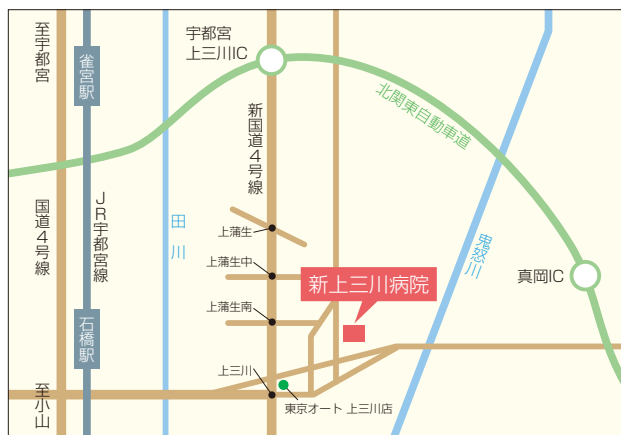 至宇都宮
雀宮駅
宇都宮
上三川IC
北関東自動車道
新国道４号線
国道４号線
ＪＲ宇都宮線
田川
上蒲生
上蒲生中
新上三川病院
鬼怒川
真岡IC
上蒲生南
石橋駅
上三川
至小山
東京オート 上三川店